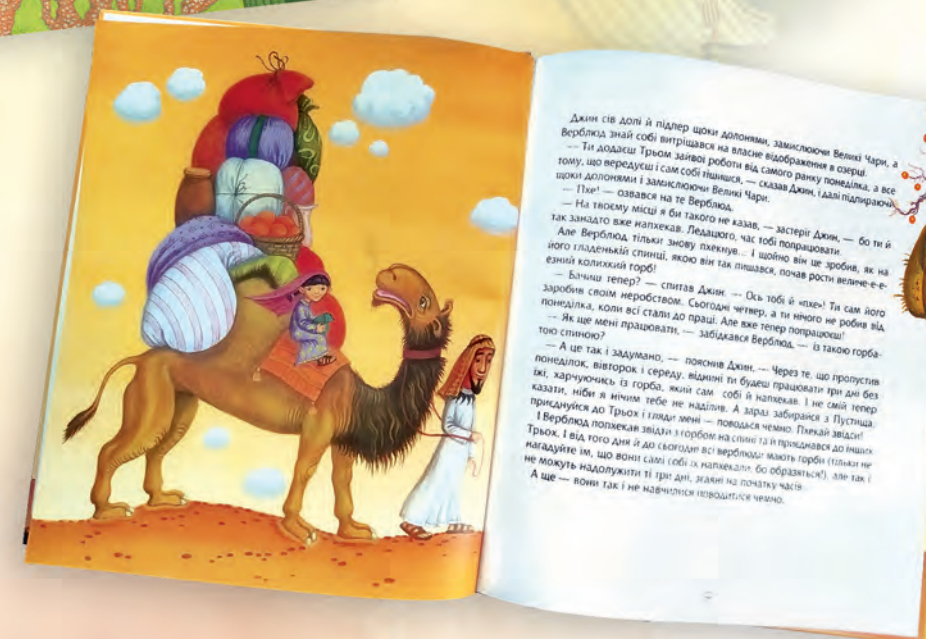 Джин сів долі й підпер щоки долонями, замислюючи Великі Чари, а
Верблюд знай собі витріщався на власне відображення в озерці.
— Ти додаєш Трьом зайвої роботи від самого ранку понеділка, а все
тому, що вередуєш і сам собі тішишся, — сказав Джин, і далі підпираючи
щоки долонями і замислюючи Великі Чари.
— Пхе! — озвався на те Верблюд.
— На твоєму місці я би такого не казав, — застеріг Джин, — бо ти й
так занадто вже напхекав. Ледацюго, час тобі попрацювати.
Але Верблюд тільки знову пхекнув... І щойно він це зробив, як на
його гладенькій спинці, якою він так пишався, почав рости величе-е-е-
езний колихкий горб!
— Бачиш тепер? — спитав Джин. — Ось тобі й «пхе»! Ти сам його
заробив своїм неробством. Сьогодні четвер, а ти нічого не робив від
понеділка, коли всі стали до праці. Але вже тепер попрацюєш!
— Як ще мені працювати, — забідкався Верблюд, — із такою горба-
тою спиною?
— А це так і задумано, — пояснив Джин. — Через те, що пропустив
понеділок, вівторок і середу, віднині ти будеш працювати три дні без
їжі, харчуючись із горба, який сам собі й напхекав. І не смій тепер
казати, ніби я нічим тебе не наділив. А зараз забирайся з Пустища,
приєднуйся до Трьох і гляди мені — поводься чемно. Пхекай звідси!
І Верблюд попхекав звідти з горбом на спині та й приєднався до інших
Трьох. І від того дня й до сьогодні всі верблюди мають горби (тільки не
нагадуйте їм, що вони самі собі їх напхекали, бо образяться!), але так і
не можуть надолужити ті три дні, згаяні на початку часів.
А ще — вони так і не навчилися поводитися чемно.